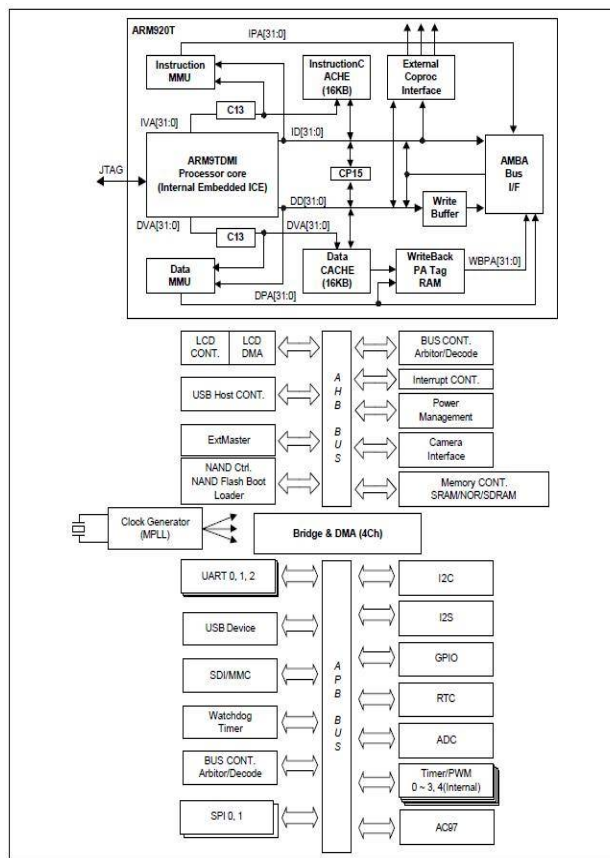 ARM920T
IPA[31:0]
Instruction
MMU
InstructionC
ACHE
(16KB)
External
Coproc
Interface
C13
IVA[31:0]
ID[31:0]
JTAG
ARM9TDMI
Processor core
(Internal Embedded ICE)
CP15
AMBA
Bus
I/F
DD[31:0]
Write
Buffer
DVA[31:0]
C13
DVA[31:0]
Data
MMU
Data
CACHE
(16KB)
WriteBack
PA Tag
RAM
WBPA[31:0]
DPA[31:0]
LCD
CONT.
LCD
DMA
USB Host CONT.
ExtMaster
NAND Ctrl.
NAND Flash Boot
Loader
A
H
B
B
U
S
BUS CONT.
Arbitor/Decode
Interrupt CONT.
Power
Management
Camera
Interface
Memory CONT.
SRAM/NOR/SDRAM
Clock Generator
(MPLL)
Bridge & DMA (4Ch)
UART 0, 1, 2
USB Device
SDI/MMC
Watchdog
Timer
BUS CONT.
Arbitor/Decode
SPI 0, 1
A
P
B
B
U
S
I2C
I2S
GPIO
RTC
ADC
Timer/PWM
0 ~ 3, 4(Internal)
AC97